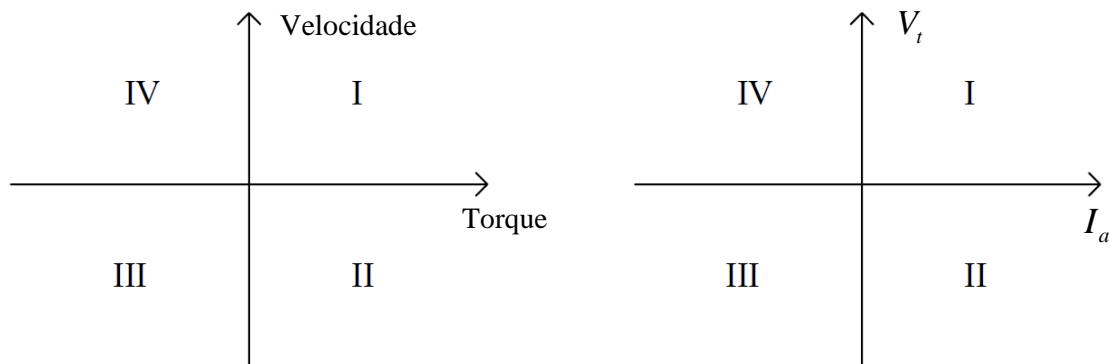 Velocidade
IV
I
Torque
III
II
V_t
IV
I
I_a
III
II